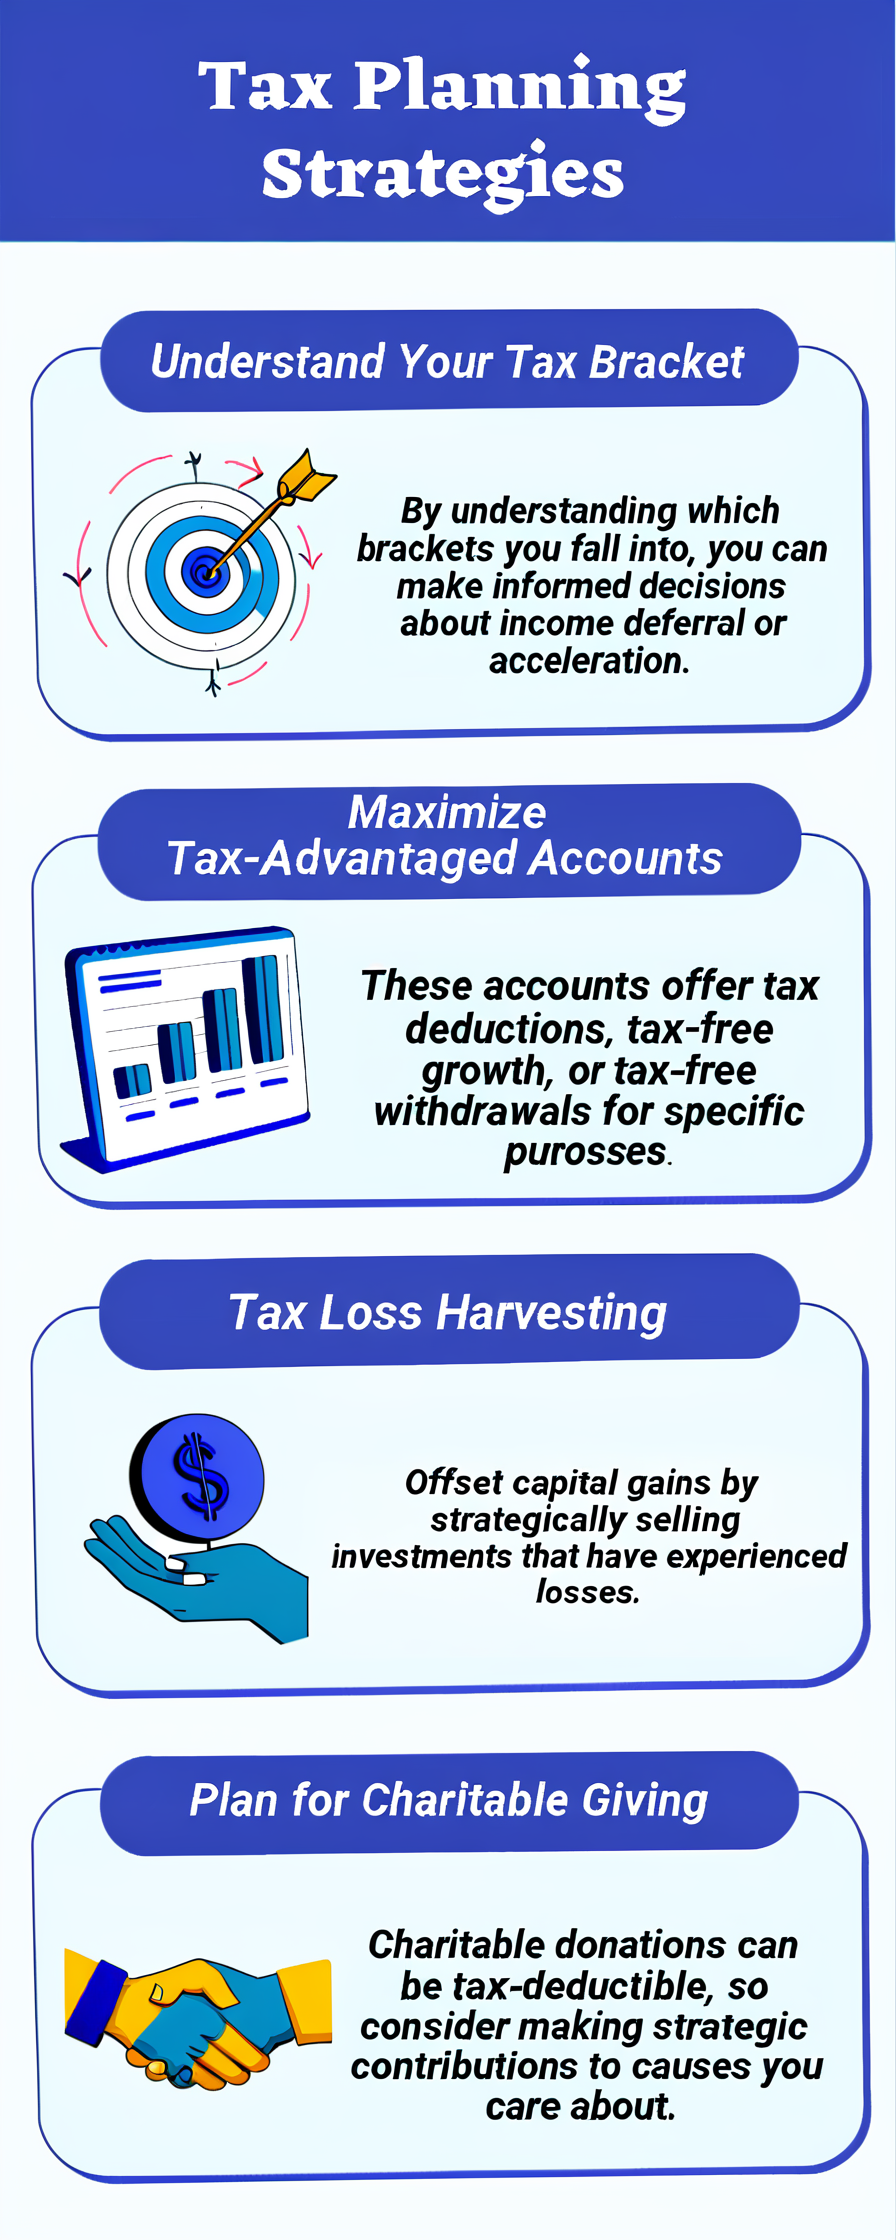 Tax Planning
Strategies
Understand Your Tax Bracket
By understanding which
brackets you fall into, you can
make informed decisions
about income deferral or
acceleration.
Maximize
Tax-Advantaged Accounts
These accounts offer tax
deductions, tax-free
growth, or tax-free
withdrawals for specific
purosses.
Tax Loss Harvesting
$
Offset capital gains by
strategically selling
investments that have experienced
losses.
Plan for Charitable Giving
Charitable donations can
be tax-deductible, so
consider making strategic
contributions to causes you
care about.